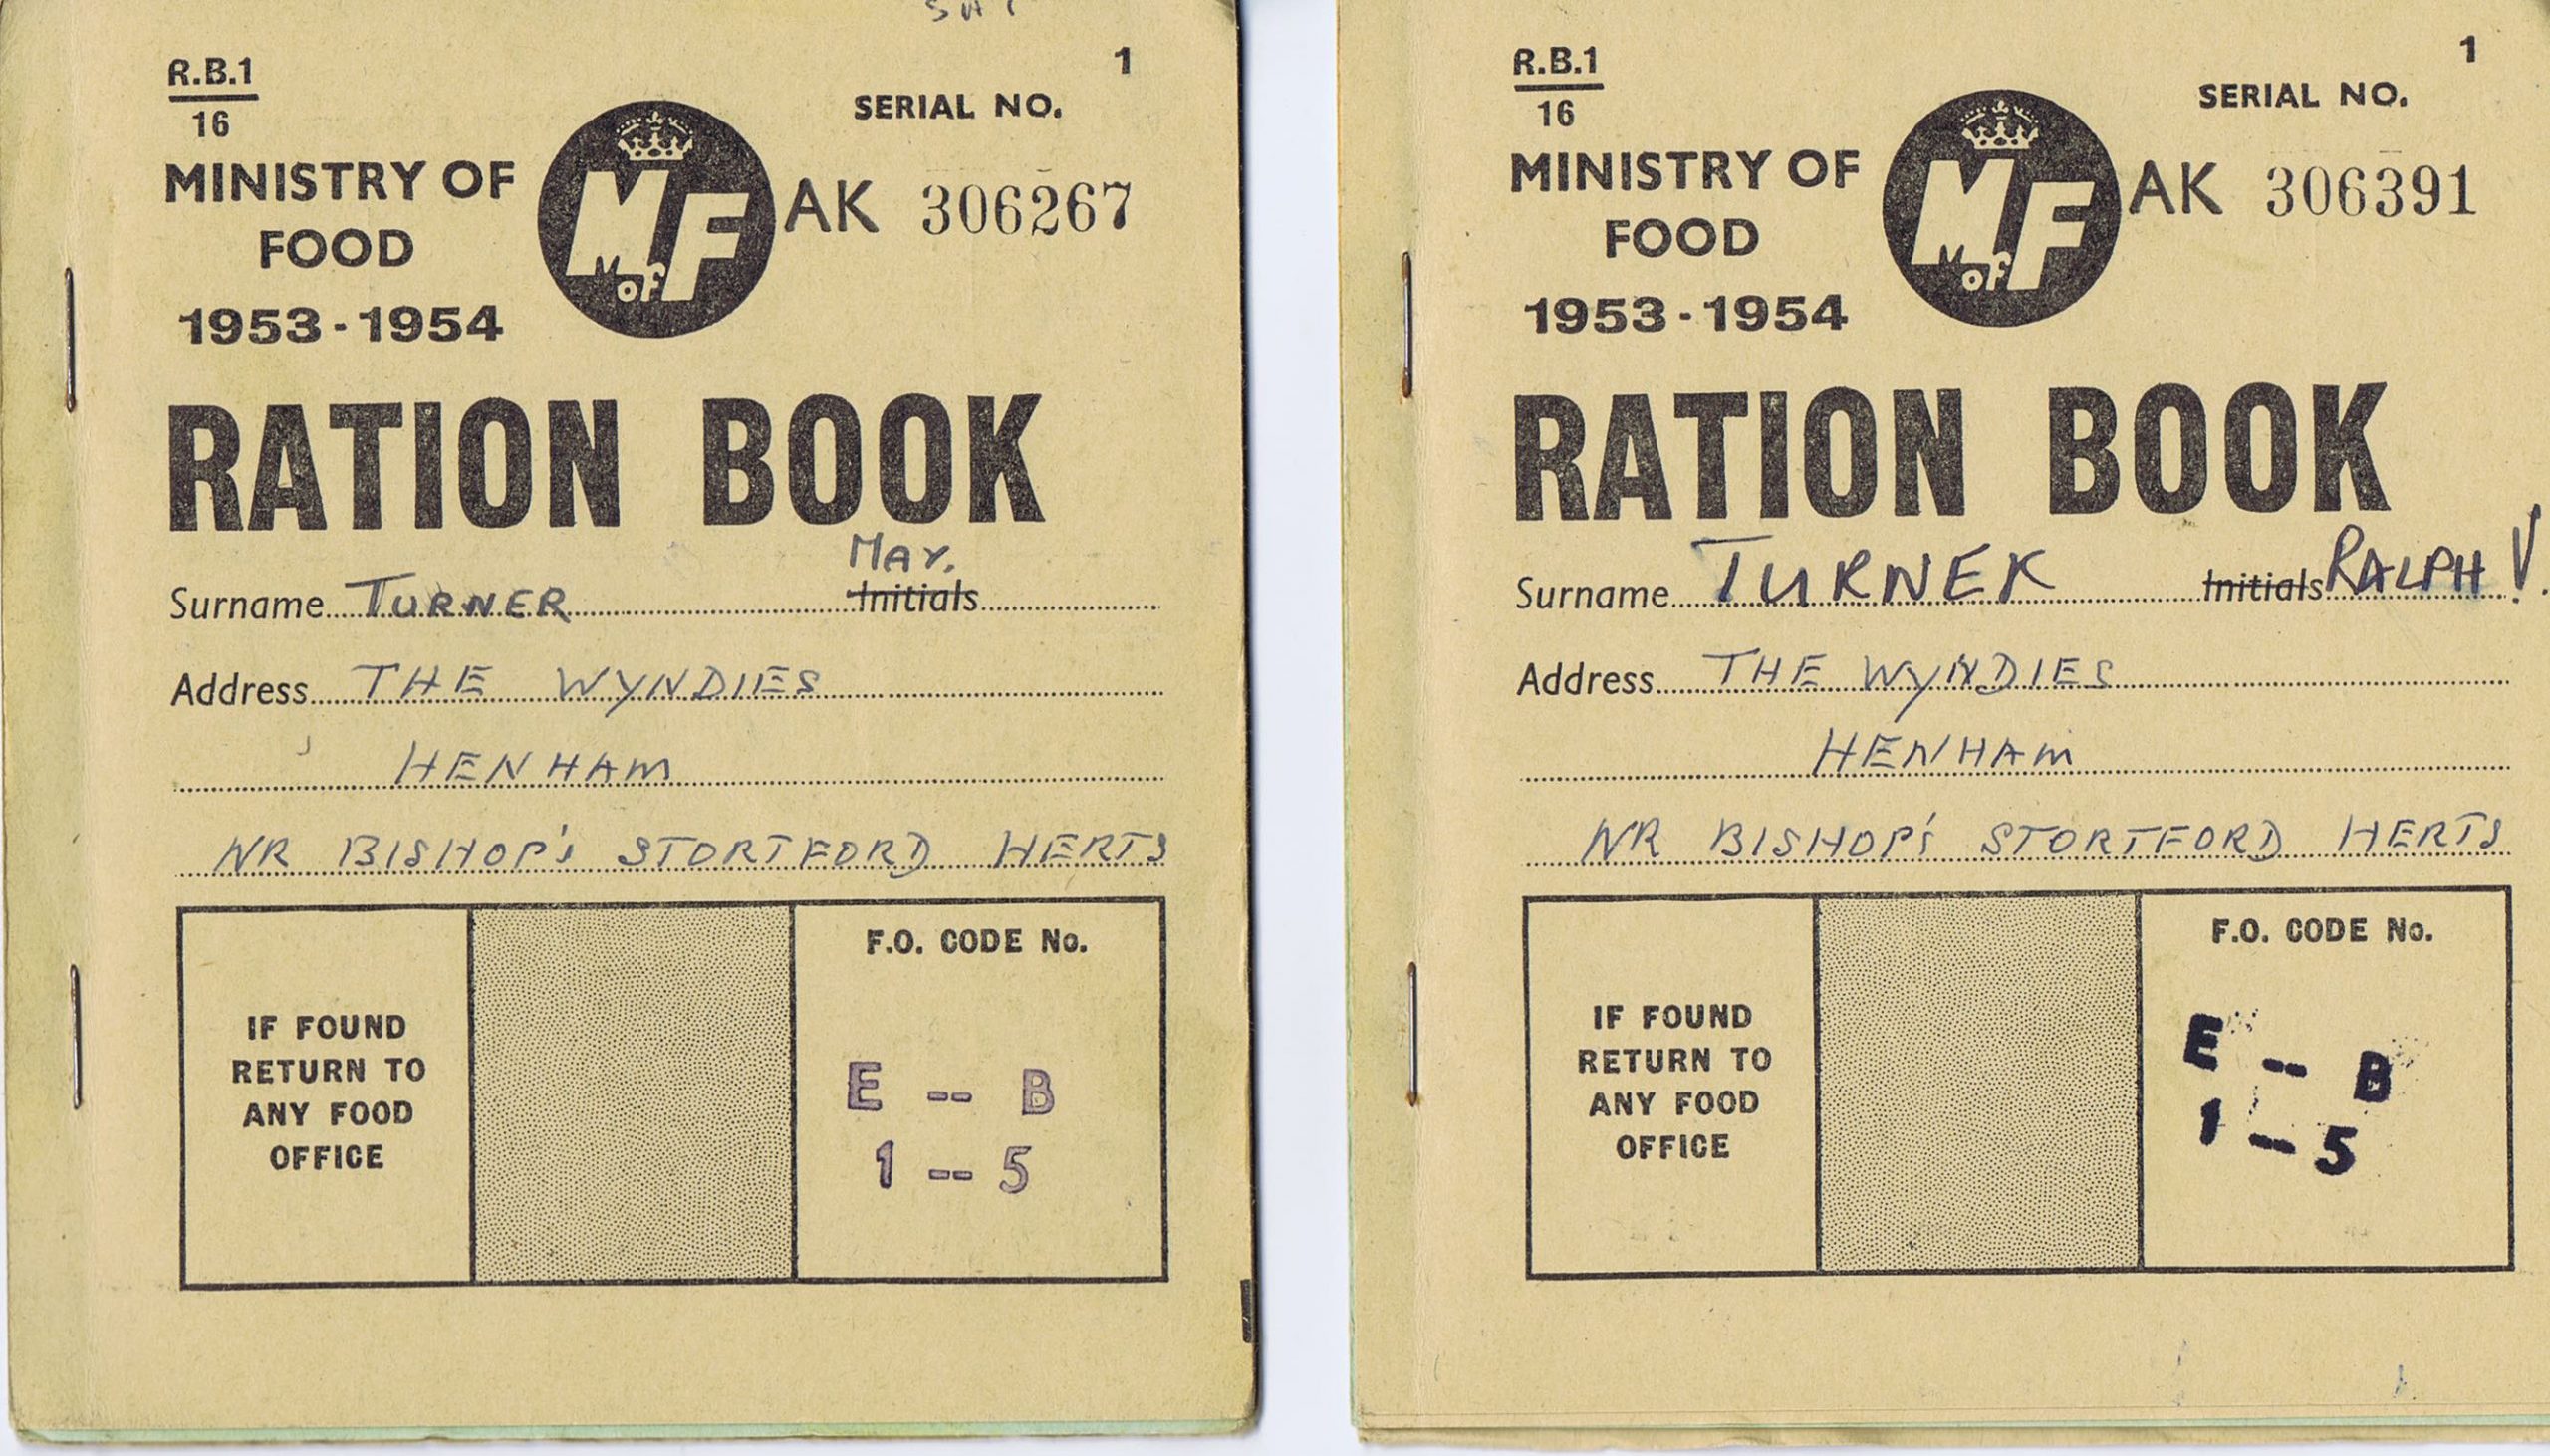 R.B.1
16
1
SERIAL NO.
MINISTRY OF
FOOD
1953-1954
M F
M of F
AK 306267
RATION BOOK
MAY.
Surname TURNER Initials
Address THE WYNDIES
HENHAM
NR BISHOP'S STORTFORD HERTS
IF FOUND
RETURN TO
ANY FOOD
OFFICE
F.O. CODE No.
E -- B
1 -- 5
R.B.1
16
1
SERIAL NO.
MINISTRY OF
FOOD
1953-1954
M F
M of F
AK 306391
RATION BOOK
Surname TURNER Initials RALPH V.
Address THE WYNDIES
HENHAM
NR BISHOP'S STORTFORD HERTS
IF FOUND
RETURN TO
ANY FOOD
OFFICE
F.O. CODE No.
E -- B
1 -- 5